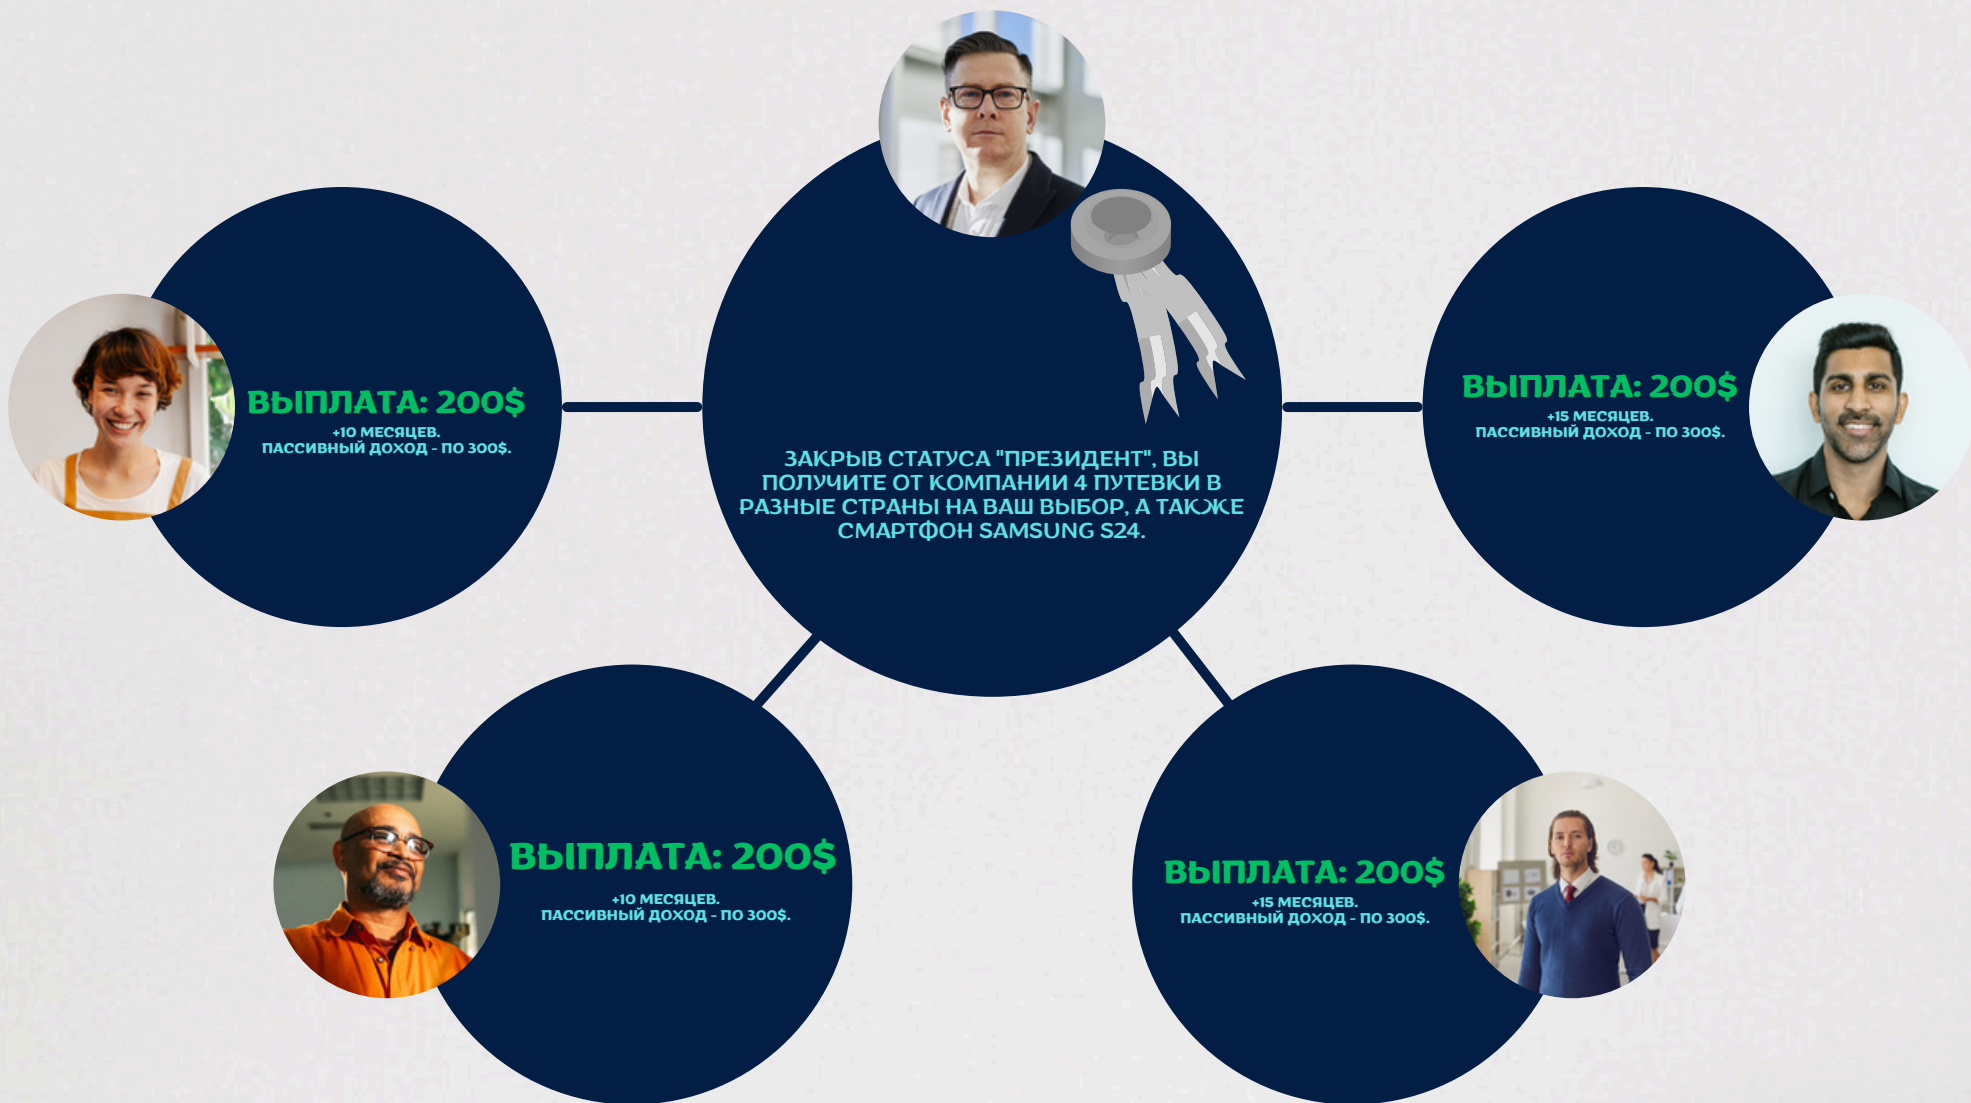 ЗАКРЫВ СТАТУСА "ПРЕЗИДЕНТ", ВЫ
ПОЛУЧИТЕ ОТ КОМПАНИИ 4 ПУТЕВКИ В
РАЗНЫЕ СТРАНЫ НА ВАШ ВЫБОР, А ТАКЖЕ
СМАРТФОН SAMSUNG S24.
ВЫПЛАТА: 200$
+10 МЕСЯЦЕВ.
ПАССИВНЫЙ ДОХОД - ПО 300$.
ВЫПЛАТА: 200$
+15 МЕСЯЦЕВ.
ПАССИВНЫЙ ДОХОД - ПО 300$.
ВЫПЛАТА: 200$
+10 МЕСЯЦЕВ.
ПАССИВНЫЙ ДОХОД - ПО 300$.
ВЫПЛАТА: 200$
+15 МЕСЯЦЕВ.
ПАССИВНЫЙ ДОХОД - ПО 300$.